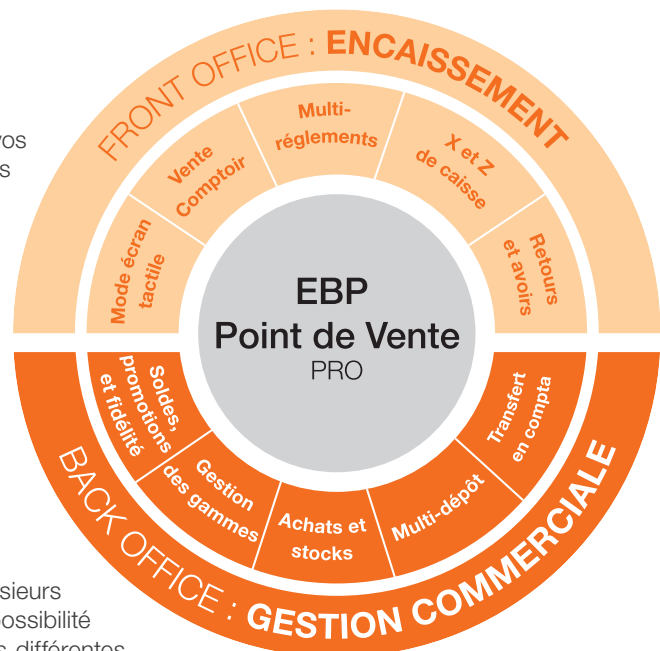 FRONT OFFICE : ENCAISSEMENT
Mode écran
tactile
Vente
Comptoir
Multi-
réglements
X et Z
de caisse
Retours
et avoirs
EBP
Point de Vente
PRO
Soldes,
promotions
et fidélité
Gestion
des gammes
Achats et
stocks
Multi-dépôt
Transfert
en compta
BACK OFFICE : GESTION COMMERCIALE
ossibilité
différentes